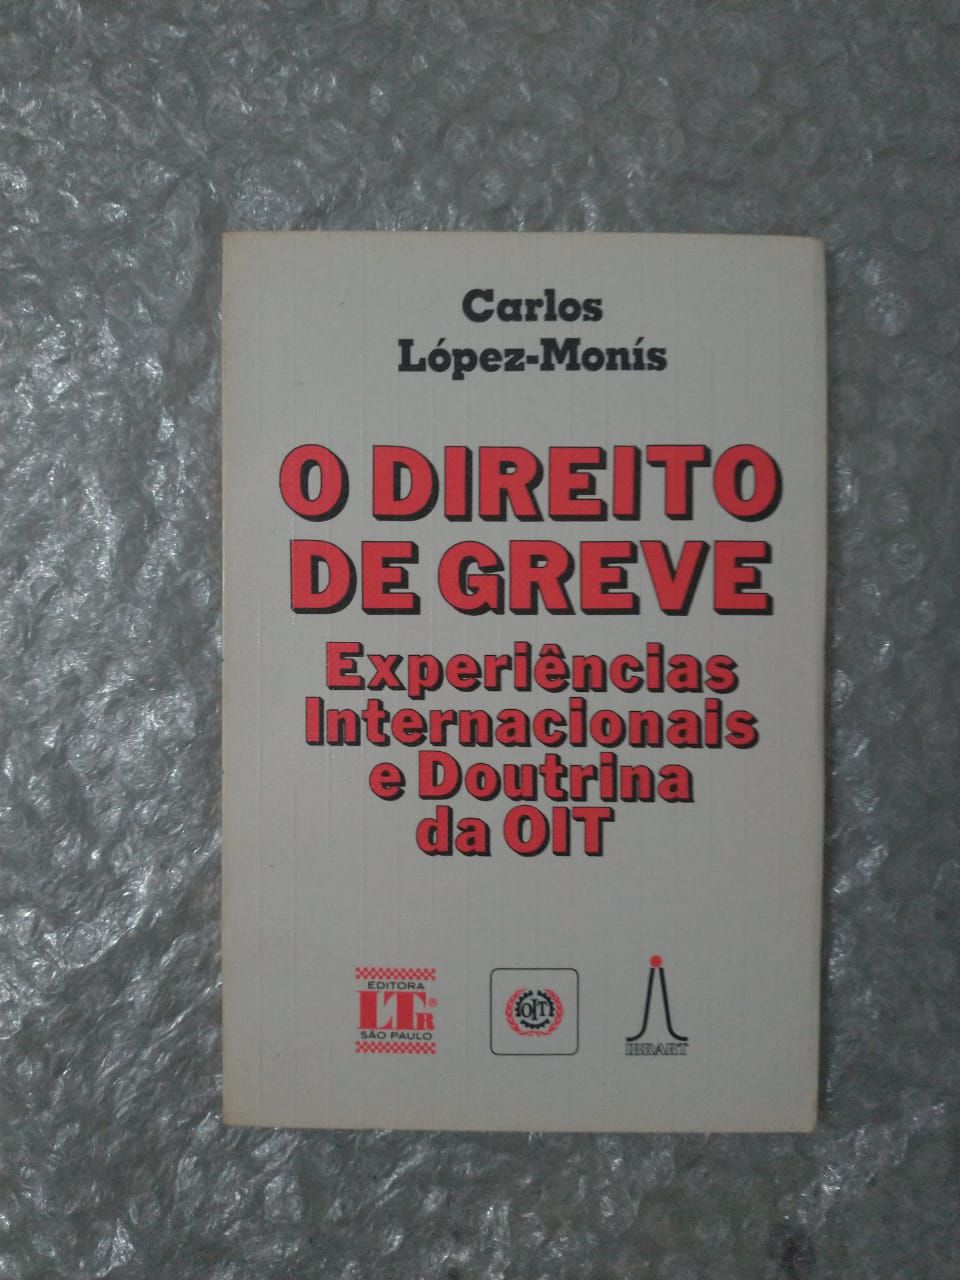 Carlos
López-Monís
O DIREITO
DE GREVE
Experiências
Internacionais
e Doutrina
da OIT
EDITORA
LTR®
SÃO PAULO
OIT
IBRART